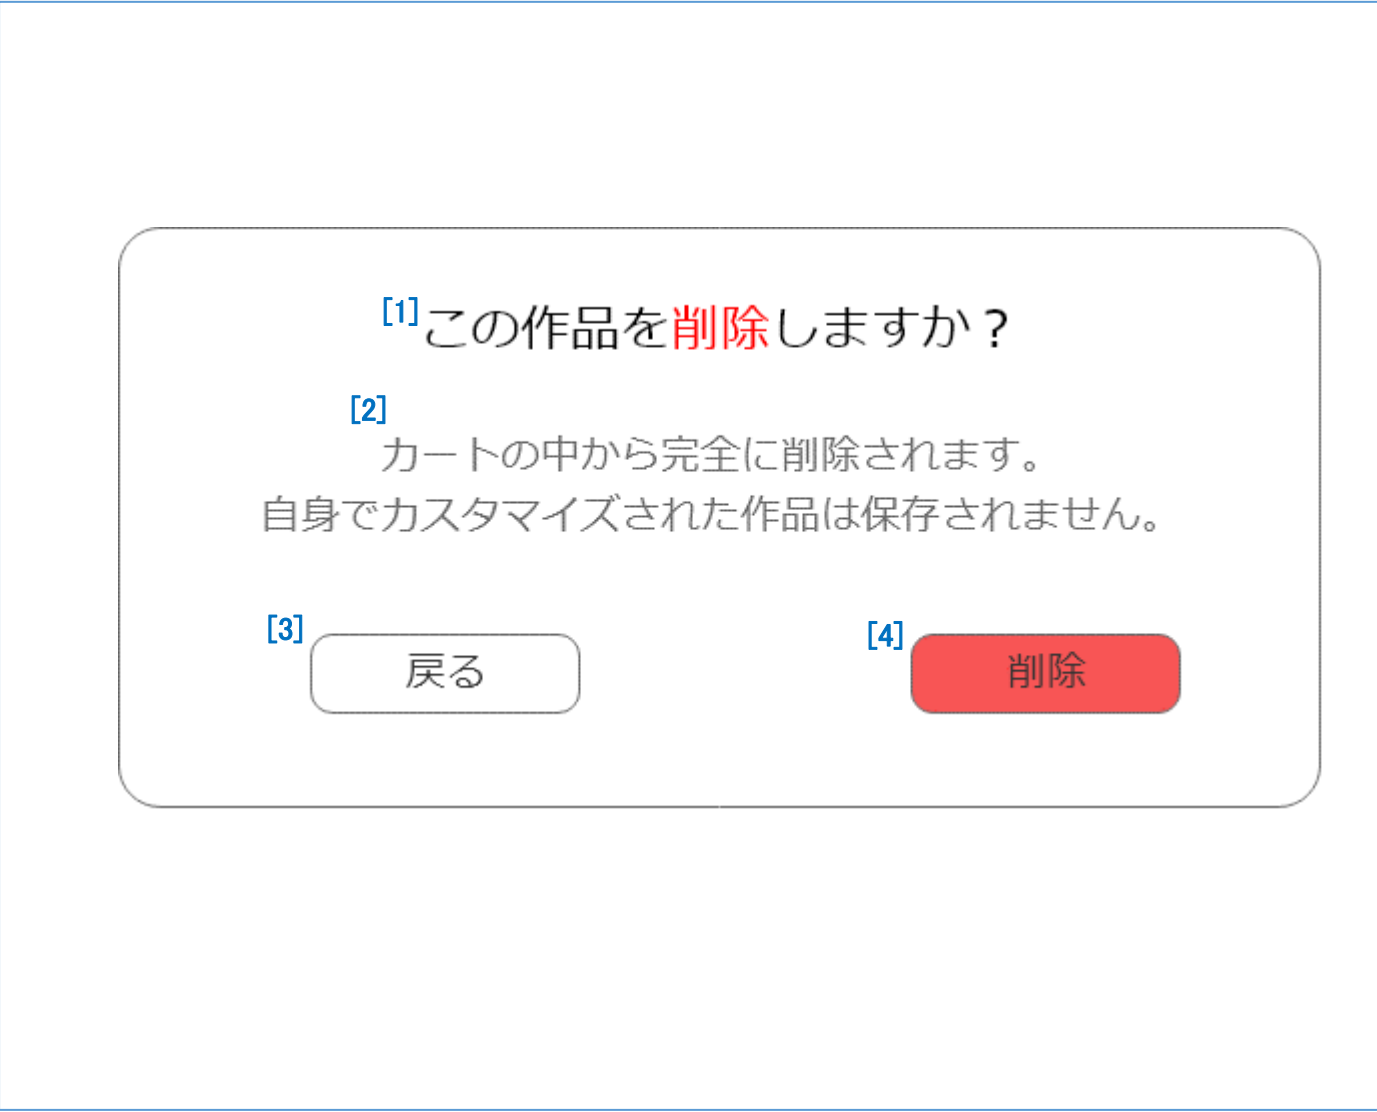 [1]この作品を削除しますか？
[2]
カートの中から完全に削除されます。
自身でカスタマイズされた作品は保存されません。
[3] 戻る [4] 削除